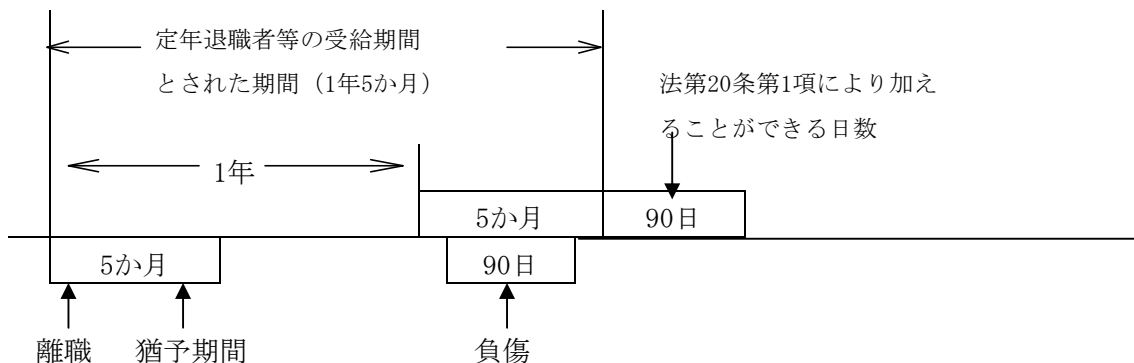 定年退職者等の受給期間
とされた期間（1年5か月）
法第20条第1項により加え
ることができる日数
1年
5か月
90日
5か月
90日
離職
猶予期間
負傷